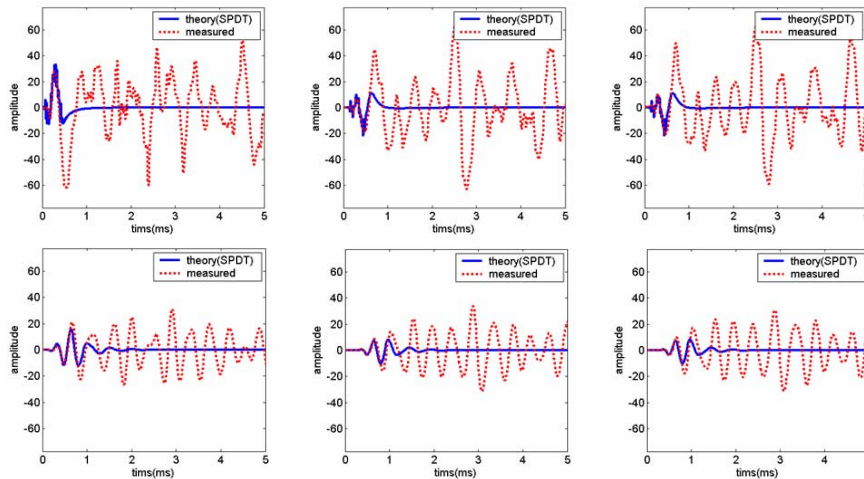 60
40
20
0
-20
-40
-60
amplitude
theory(SPDT)
measured
0 1 2 3 4 5
tims(ms)
60
40
20
0
-20
-40
-60
amplitude
theory(SPDT)
measured
0 1 2 3 4 5
tims(ms)
60
40
20
0
-20
-40
-60
amplitude
theory(SPDT)
measured
0 1 2 3 4
tims(ms)
60
40
20
0
-20
-40
-60
amplitude
theory(SPDT)
measured
0 1 2 3 4 5
tims(ms)
60
40
20
0
-20
-40
-60
amplitude
theory(SPDT)
measured
0 1 2 3 4 5
tims(ms)
60
40
20
0
-20
-40
-60
amplitude
theory(SPDT)
measured
0 1 2 3 4
tims(ms)